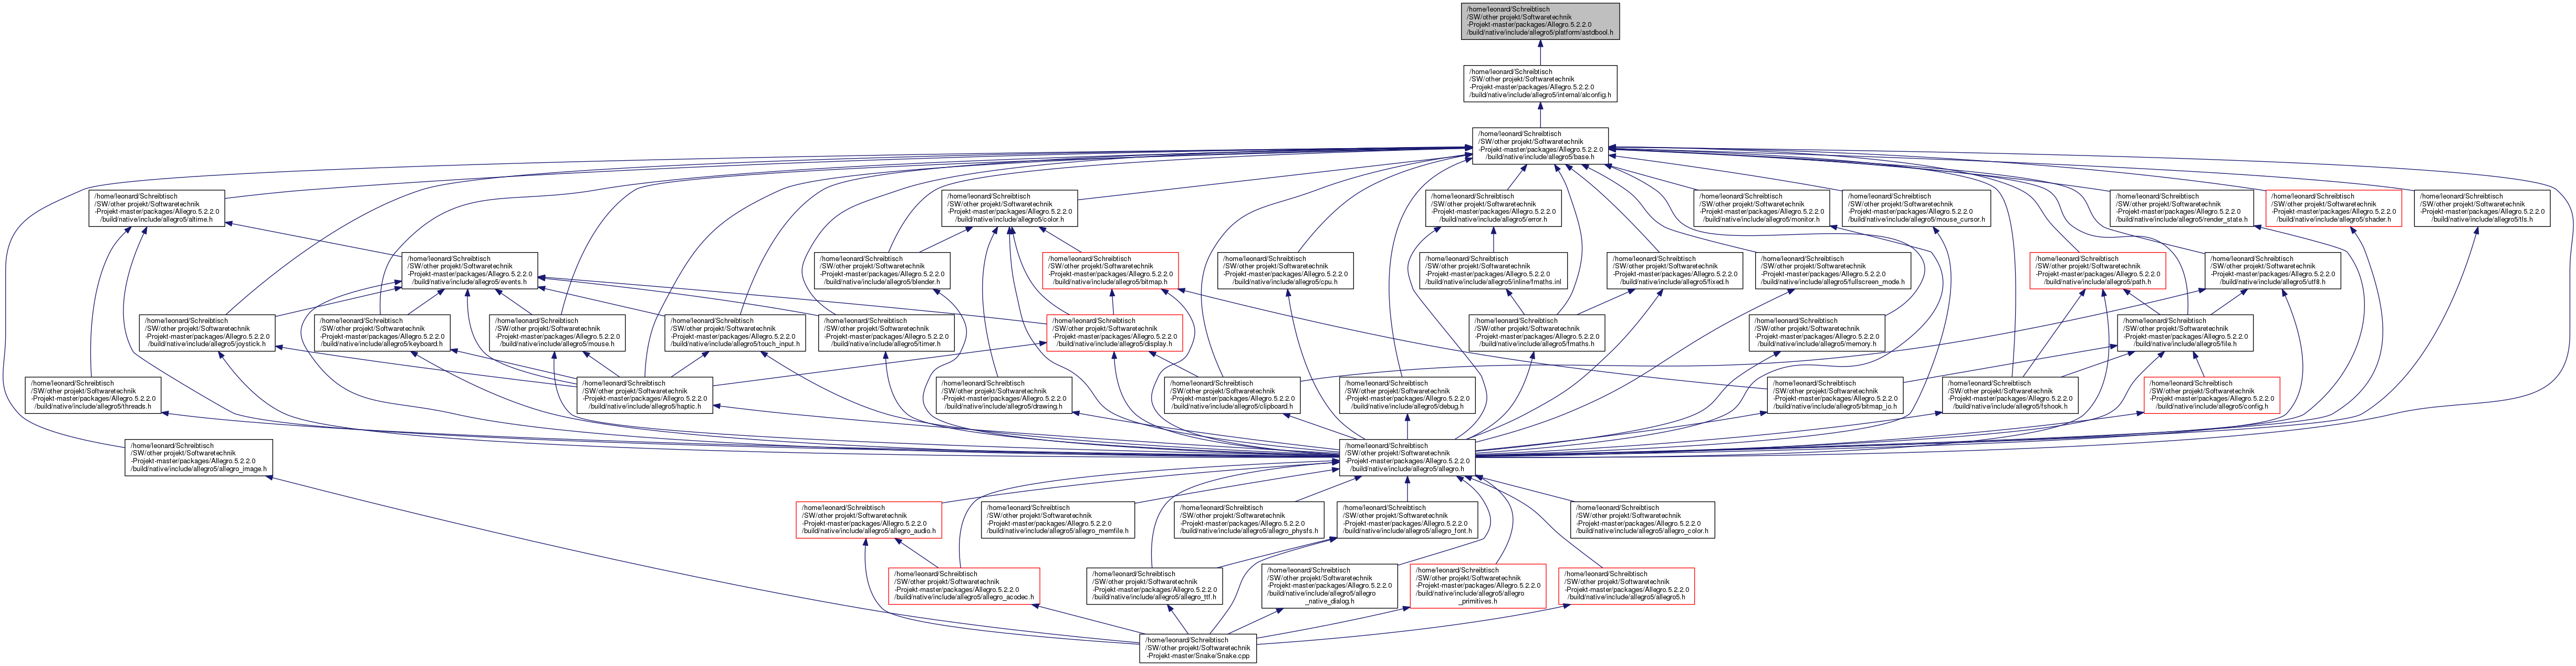 /home/leonard/Schreibtisch
/SW/other projekt/Softwaretechnik
-Projekt-master/packages/Allegro.5.2.2.0
/build/native/include/allegro5/platform/astdbool.h
/home/leonard/Schreibtisch
/SW/other projekt/Softwaretechnik
-Projekt-master/packages/Allegro.5.2.2.0
/build/native/include/allegro5/internal/alconfig.h
/home/leonard/Schreibtisch
/SW/other projekt/Softwaretechnik
-Projekt-master/packages/Allegro.5.2.2.0
/build/native/include/allegro5/base.h
/home/leonard/Schreibtisch
/SW/other projekt/Softwaretechnik
-Projekt-master/packages/Allegro.5.2.2.0
/build/native/include/allegro5/altime.h
/home/leonard/Schreibtisch
/SW/other projekt/Softwaretechnik
-Projekt-master/packages/Allegro.5.2.2.0
/build/native/include/allegro5/color.h
/home/leonard/Schreibtisch
/SW/other projekt/Softwaretechnik
-Projekt-master/packages/Allegro.5.2.2.0
/build/native/include/allegro5/error.h
/home/leonard/Schreibtisch
/SW/other projekt/Softwaretechnik
-Projekt-master/packages/Allegro.5.2.2.0
/build/native/include/allegro5/monitor.h
/home/leonard/Schreibtisch
/SW/other projekt/Softwaretechnik
-Projekt-master/packages/Allegro.5.2.2.0
/build/native/include/allegro5/mouse_cursor.h
/home/leonard/Schreibtisch
/SW/other projekt/Softwaretechnik
-Projekt-master/packages/Allegro.5.2.2.0
/build/native/include/allegro5/render_state.h
/home/leonard/Schreibtisch
/SW/other projekt/Softwaretechnik
-Projekt-master/packages/Allegro.5.2.2.0
/build/native/include/allegro5/shader.h
/home/leonard/Schreibtisch
/SW/other projekt/Softwaretechnik
-Projekt-master/packages/Allegro.5.2.2.0
/build/native/include/allegro5/tls.h
/home/leonard/Schreibtisch
/SW/other projekt/Softwaretechnik
-Projekt-master/packages/Allegro.5.2.2.0
/build/native/include/allegro5/events.h
/home/leonard/Schreibtisch
/SW/other projekt/Softwaretechnik
-Projekt-master/packages/Allegro.5.2.2.0
/build/native/include/allegro5/blender.h
/home/leonard/Schreibtisch
/SW/other projekt/Softwaretechnik
-Projekt-master/packages/Allegro.5.2.2.0
/build/native/include/allegro5/bitmap.h
/home/leonard/Schreibtisch
/SW/other projekt/Softwaretechnik
-Projekt-master/packages/Allegro.5.2.2.0
/build/native/include/allegro5/cpu.h
/home/leonard/Schreibtisch
/SW/other projekt/Softwaretechnik
-Projekt-master/packages/Allegro.5.2.2.0
/build/native/include/allegro5/inline/fmaths.inl
/home/leonard/Schreibtisch
/SW/other projekt/Softwaretechnik
-Projekt-master/packages/Allegro.5.2.2.0
/build/native/include/allegro5/fixed.h
/home/leonard/Schreibtisch
/SW/other projekt/Softwaretechnik
-Projekt-master/packages/Allegro.5.2.2.0
/build/native/include/allegro5/fullscreen_mode.h
/home/leonard/Schreibtisch
/SW/other projekt/Softwaretechnik
-Projekt-master/packages/Allegro.5.2.2.0
/build/native/include/allegro5/path.h
/home/leonard/Schreibtisch
/SW/other projekt/Softwaretechnik
-Projekt-master/packages/Allegro.5.2.2.0
/build/native/include/allegro5/utf8.h
/home/leonard/Schreibtisch
/SW/other projekt/Softwaretechnik
-Projekt-master/packages/Allegro.5.2.2.0
/build/native/include/allegro5/joystick.h
/home/leonard/Schreibtisch
/SW/other projekt/Softwaretechnik
-Projekt-master/packages/Allegro.5.2.2.0
/build/native/include/allegro5/keyboard.h
/home/leonard/Schreibtisch
/SW/other projekt/Softwaretechnik
-Projekt-master/packages/Allegro.5.2.2.0
/build/native/include/allegro5/mouse.h
/home/leonard/Schreibtisch
/SW/other projekt/Softwaretechnik
-Projekt-master/packages/Allegro.5.2.2.0
/build/native/include/allegro5/touch_input.h
/home/leonard/Schreibtisch
/SW/other projekt/Softwaretechnik
-Projekt-master/packages/Allegro.5.2.2.0
/build/native/include/allegro5/timer.h
/home/leonard/Schreibtisch
/SW/other projekt/Softwaretechnik
-Projekt-master/packages/Allegro.5.2.2.0
/build/native/include/allegro5/display.h
/home/leonard/Schreibtisch
/SW/other projekt/Softwaretechnik
-Projekt-master/packages/Allegro.5.2.2.0
/build/native/include/allegro5/fmaths.h
/home/leonard/Schreibtisch
/SW/other projekt/Softwaretechnik
-Projekt-master/packages/Allegro.5.2.2.0
/build/native/include/allegro5/memory.h
/home/leonard/Schreibtisch
/SW/other projekt/Softwaretechnik
-Projekt-master/packages/Allegro.5.2.2.0
/build/native/include/allegro5/file.h
/home/leonard/Schreibtisch
/SW/other projekt/Softwaretechnik
-Projekt-master/packages/Allegro.5.2.2.0
/build/native/include/allegro5/threads.h
/home/leonard/Schreibtisch
/SW/other projekt/Softwaretechnik
-Projekt-master/packages/Allegro.5.2.2.0
/build/native/include/allegro5/haptic.h
/home/leonard/Schreibtisch
/SW/other projekt/Softwaretechnik
-Projekt-master/packages/Allegro.5.2.2.0
/build/native/include/allegro5/drawing.h
/home/leonard/Schreibtisch
/SW/other projekt/Softwaretechnik
-Projekt-master/packages/Allegro.5.2.2.0
/build/native/include/allegro5/clipboard.h
/home/leonard/Schreibtisch
/SW/other projekt/Softwaretechnik
-Projekt-master/packages/Allegro.5.2.2.0
/build/native/include/allegro5/debug.h
/home/leonard/Schreibtisch
/SW/other projekt/Softwaretechnik
-Projekt-master/packages/Allegro.5.2.2.0
/build/native/include/allegro5/bitmap_io.h
/home/leonard/Schreibtisch
/SW/other projekt/Softwaretechnik
-Projekt-master/packages/Allegro.5.2.2.0
/build/native/include/allegro5/fshook.h
/home/leonard/Schreibtisch
/SW/other projekt/Softwaretechnik
-Projekt-master/packages/Allegro.5.2.2.0
/build/native/include/allegro5/config.h
/home/leonard/Schreibtisch
/SW/other projekt/Softwaretechnik
-Projekt-master/packages/Allegro.5.2.2.0
/build/native/include/allegro5/allegro_image.h
/home/leonard/Schreibtisch
/SW/other projekt/Softwaretechnik
-Projekt-master/packages/Allegro.5.2.2.0
/build/native/include/allegro5/allegro.h
/home/leonard/Schreibtisch
/SW/other projekt/Softwaretechnik
-Projekt-master/packages/Allegro.5.2.2.0
/build/native/include/allegro5/allegro_audio.h
/home/leonard/Schreibtisch
/SW/other projekt/Softwaretechnik
-Projekt-master/packages/Allegro.5.2.2.0
/build/native/include/allegro5/allegro_memfile.h
/home/leonard/Schreibtisch
/SW/other projekt/Softwaretechnik
-Projekt-master/packages/Allegro.5.2.2.0
/build/native/include/allegro5/allegro_physfs.h
/home/leonard/Schreibtisch
/SW/other projekt/Softwaretechnik
-Projekt-master/packages/Allegro.5.2.2.0
/build/native/include/allegro5/allegro_font.h
/home/leonard/Schreibtisch
/SW/other projekt/Softwaretechnik
-Projekt-master/packages/Allegro.5.2.2.0
/build/native/include/allegro5/allegro_color.h
/home/leonard/Schreibtisch
/SW/other projekt/Softwaretechnik
-Projekt-master/packages/Allegro.5.2.2.0
/build/native/include/allegro5/allegro_acodec.h
/home/leonard/Schreibtisch
/SW/other projekt/Softwaretechnik
-Projekt-master/packages/Allegro.5.2.2.0
/build/native/include/allegro5/allegro_ttf.h
/home/leonard/Schreibtisch
/SW/other projekt/Softwaretechnik
-Projekt-master/packages/Allegro.5.2.2.0
/build/native/include/allegro5/allegro
_native_dialog.h
/home/leonard/Schreibtisch
/SW/other projekt/Softwaretechnik
-Projekt-master/packages/Allegro.5.2.2.0
/build/native/include/allegro5/allegro
_primitives.h
/home/leonard/Schreibtisch
/SW/other projekt/Softwaretechnik
-Projekt-master/packages/Allegro.5.2.2.0
/build/native/include/allegro5/allegro5.h
/home/leonard/Schreibtisch
/SW/other projekt/Softwaretechnik
-Projekt-master/Snake/Snake.cpp